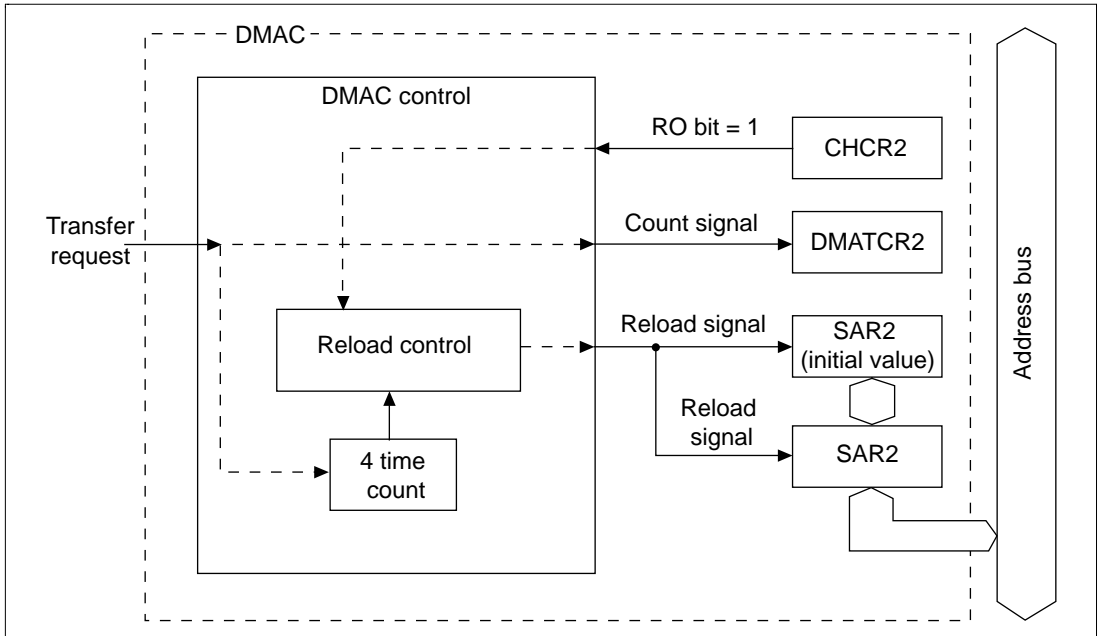 DMAC
DMAC control
RO bit = 1
CHCR2
Transfer
request
Count signal
DMATCR2
Reload control
Reload signal
SAR2
(initial value)
Reload
signal
SAR2
4 time
count
Address bus